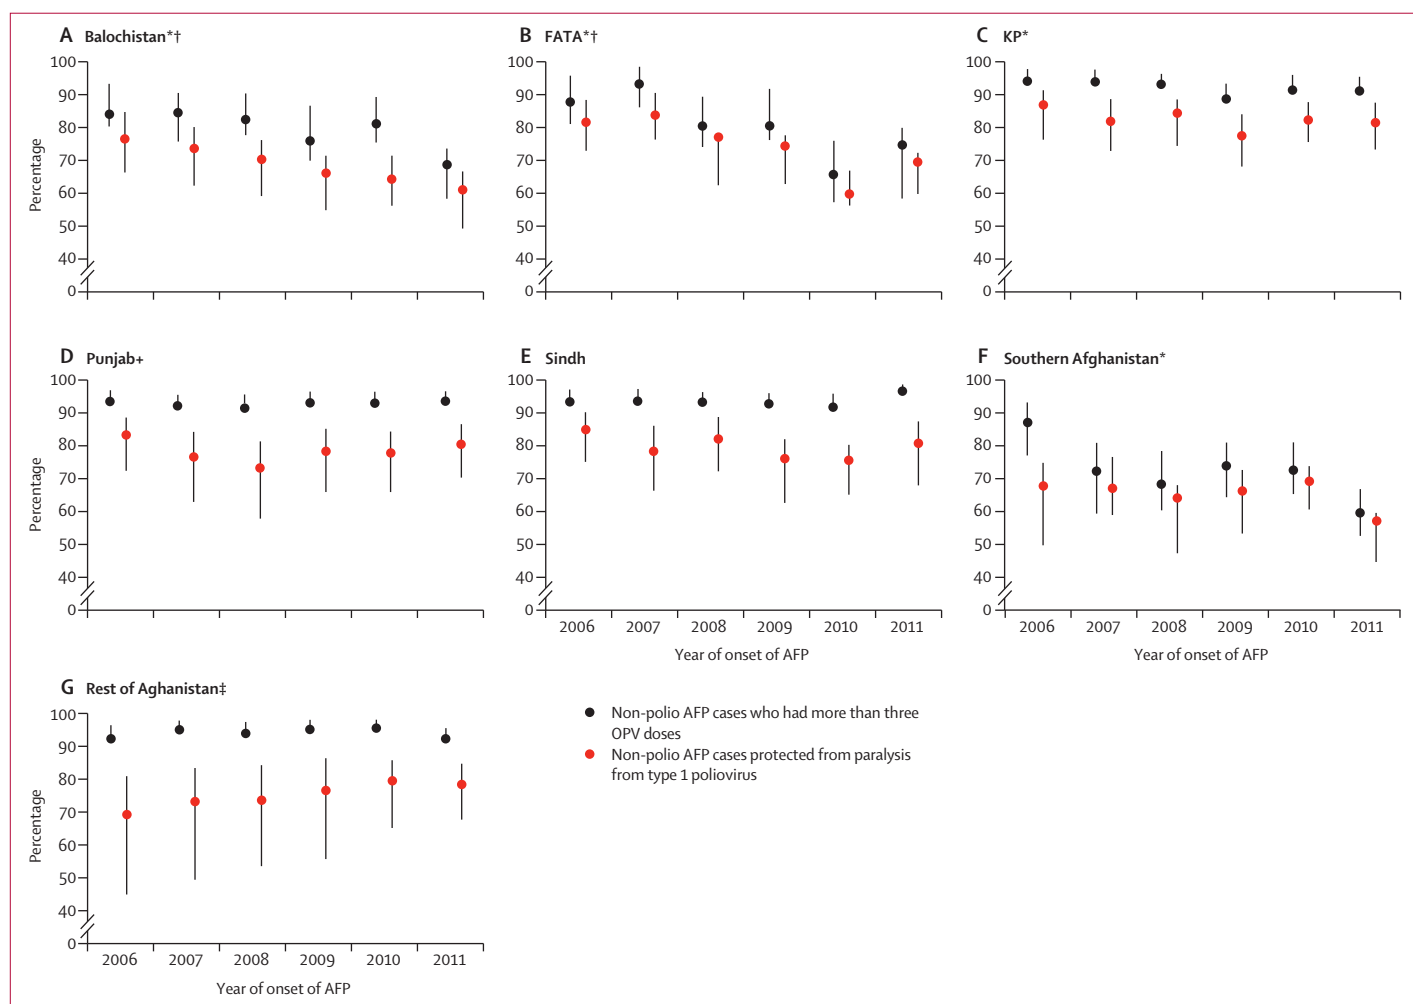 A Balochistan*†
B FATA*†
C KP*
100
90
80
70
60
50
40
0
Percentage
100
90
80
70
60
50
40
0
100
90
80
70
60
50
40
0
D Punjab+
E Sindh
F Southern Afghanistan*
100
90
80
70
60
50
40
0
Percentage
100
90
80
70
60
50
40
0
2006 2007 2008 2009 2010 2011
Year of onset of AFP
100
90
80
70
60
50
40
0
2006 2007 2008 2009 2010 2011
Year of onset of AFP
G Rest of Aghanistan‡
100
90
80
70
60
50
40
0
Percentage
2006 2007 2008 2009 2010 2011
Year of onset of AFP
Non-polio AFP cases who had more than three
OPV doses
Non-polio AFP cases protected from paralysis
from type 1 poliovirus